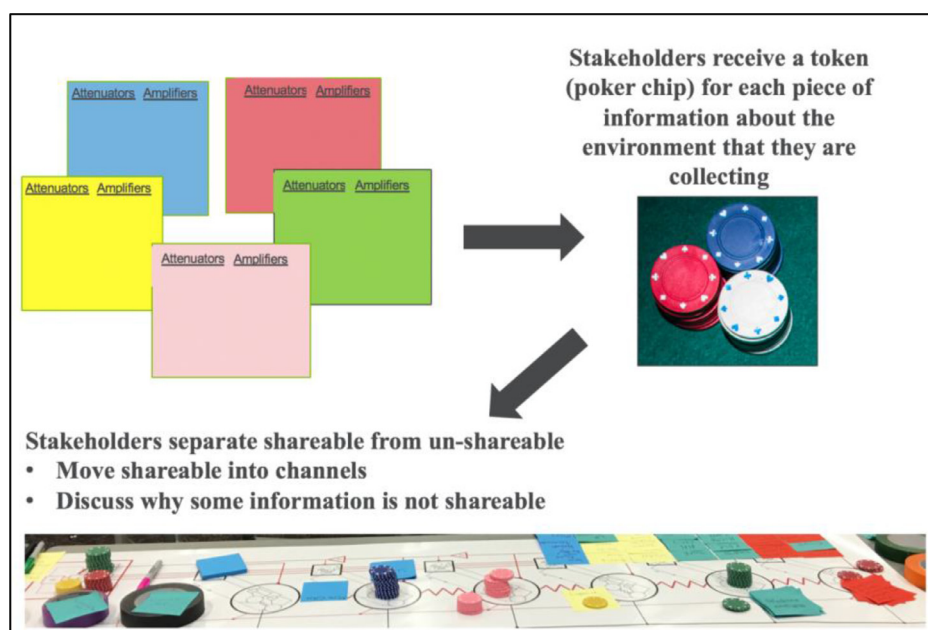 Attenuators Amplifiers
Attenuators Amplifiers
Attenuators Amplifiers
Attenuators Amplifiers
Attenuators Amplifiers
Stakeholders receive a token
(poker chip) for each piece of
information about the
environment that they are
collecting
Stakeholders separate shareable from un-shareable
• Move shareable into channels
• Discuss why some information is not shareable